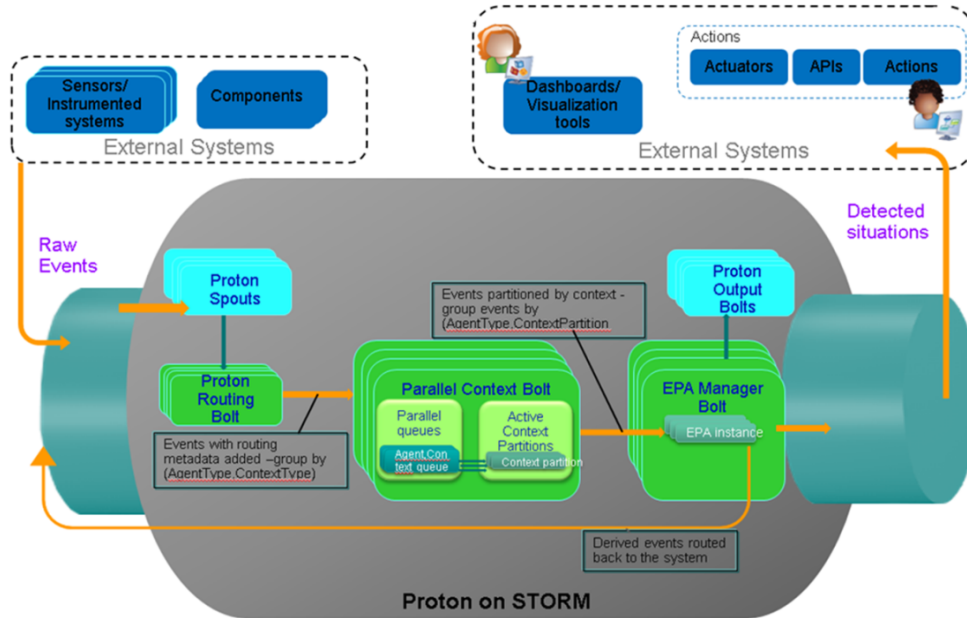 Sensors/
Instrumented
systems
Components
External Systems
Actions
Actuators
APIs
Actions
Dashboards/
Visualization
tools
External Systems
Raw
Events
Detected
situations
Proton
Spouts
Events partitioned by context -
group events by
(AgentType,ContextPartition
Proton
Output
Bolts
Proton
Routing
Bolt
Parallel Context Bolt
Parallel
queues
Agent,Con
text queue
Active
Context
Partitions
Context partition
EPA Manager
Bolt
EPA instance
Events with routing
metadata added –group by
(AgentType,ContextType)
Derived events routed
back to the system
Proton on STORM